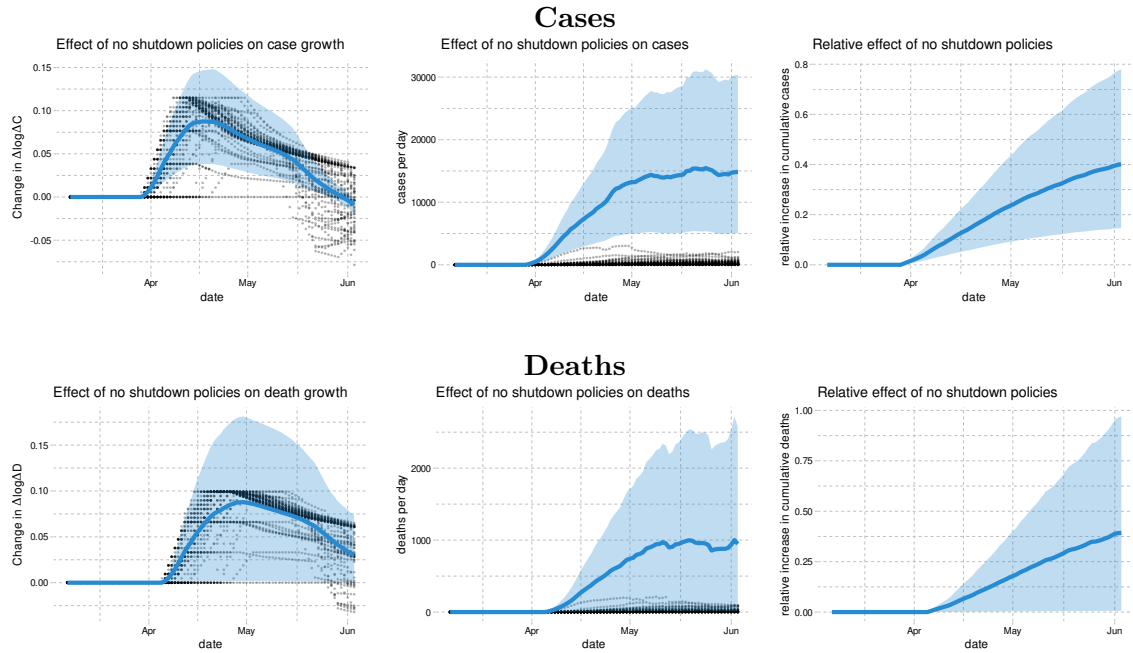 Cases
Effect of no shutdown policies on case growth
Effect of no shutdown policies on cases
Relative effect of no shutdown policies
0.15
0.10
0.05
0.00
-0.05
Change in ΔlogΔC
Apr
May
Jun
date
30000
20000
10000
0
cases per day
Apr
May
Jun
date
0.8
0.6
0.4
0.2
0.0
relative increase in cumulative cases
Apr
May
Jun
date
Deaths
Effect of no shutdown policies on death growth
Effect of no shutdown policies on deaths
Relative effect of no shutdown policies
0.15
0.10
0.05
0.00
Change in ΔlogΔD
Apr
May
Jun
date
2000
1000
0
deaths per day
Apr
May
Jun
date
1.00
0.75
0.50
0.25
0.00
relative increase in cumulative deaths
Apr
May
Jun
date